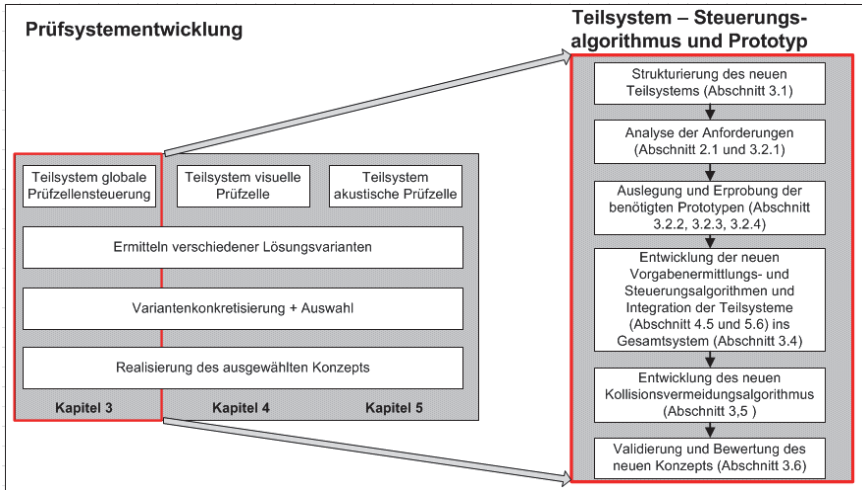 Prüfsystementwicklung
Teilsystem – Steuerungs-
algorithmus und Prototyp
Teilsystem globale
Prüfzellensteuerung
Teilsystem visuelle
Prüfzelle
Teilsystem
akustische Prüfzelle
Ermitteln verschiedener Lösungsvarianten
Variantenkonkretisierung + Auswahl
Realisierung des ausgewählten Konzepts
Kapitel 3
Kapitel 4
Kapitel 5
Strukturierung des neuen
Teilsystems (Abschnitt 3.1)
Analyse der Anforderungen
(Abschnitt 2.1 und 3.2.1)
Auslegung und Erprobung der
benötigten Prototypen (Abschnitt
3.2.2, 3.2.3, 3.2.4)
Entwicklung der neuen
Vorgabenermittlungs- und
Steuerungsalgorithmen und
Integration der Teilsysteme
(Abschnitt 4.5 und 5.6) ins
Gesamtsystem (Abschnitt 3.4)
Entwicklung des neuen
Kollisionsvermeidungsalgorithmus
(Abschnitt 3,5 )
Validierung und Bewertung des
neuen Konzepts (Abschnitt 3.6)